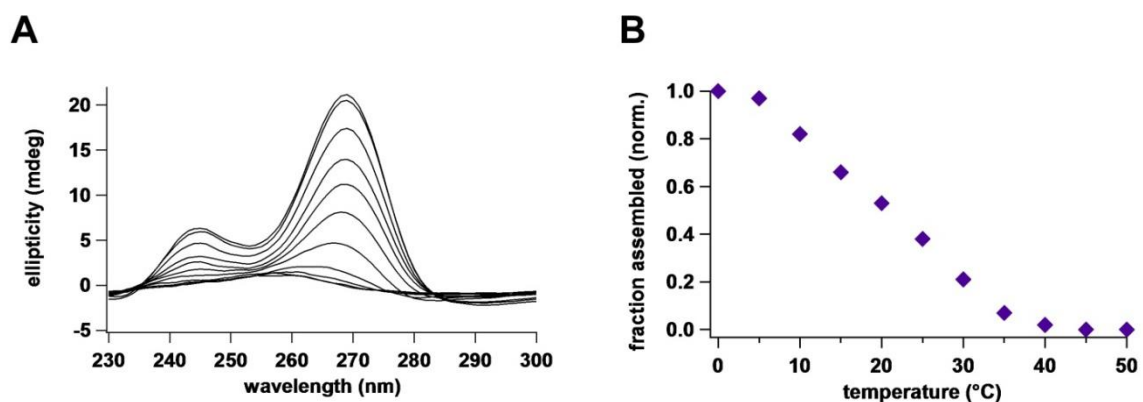 A
B
ellipticity (mdeg)
20
15
10
5
0
-5
230 240 250 260 270 280 290 300
wavelength (nm)
fraction assembled (norm.)
1.0
0.8
0.6
0.4
0.2
0.0
0 10 20 30 40 50
temperature (°C)